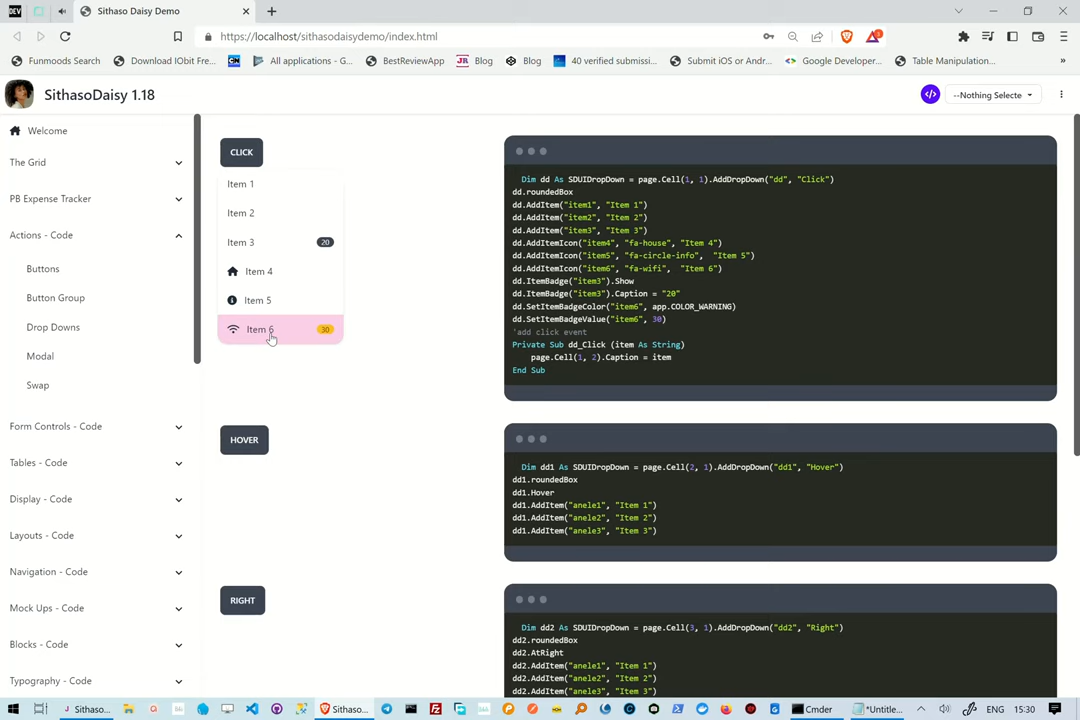 DEV
Sithaso Daisy Demo
https://localhost/sithasodaisydemo/index.html
Funmoods Search
Download IObit Fre...
All applications - G...
BestReviewApp
JR
Blog
Blog
40 verified submissi...
Submit iOS or Andr...
Google Developer...
Table Manipulation...
SithasoDaisy 1.18
--Nothing Selecte
Welcome
The Grid
PB Expense Tracker
Actions - Code
Buttons
Button Group
Drop Downs
Modal
Swap
Form Controls - Code
Tables - Code
Display - Code
Layouts - Code
Navigation - Code
Mock Ups - Code
Blocks - Code
Typography - Code
CLICK
Item 1
Item 2
Item 3 20
Item 4
Item 5
Item 6 30
Dim dd As SDUIDropDown = page.Cell(1, 1).AddDropDown("dd", "Click")
dd.roundedBox
dd.AddItem("item1", "Item 1")
dd.AddItem("item2", "Item 2")
dd.AddItem("item3", "Item 3")
dd.AddItemIcon("item4", "fa-house", "Item 4")
dd.AddItemIcon("item5", "fa-circle-info", "Item 5")
dd.AddItemIcon("item6", "fa-wifi", "Item 6")
dd.ItemBadge("item3").Show
dd.ItemBadge("item3").Caption = "20"
dd.SetItemBadgeColor("item6", app.COLOR_WARNING)
dd.SetItemBadgeValue("item6", 30)
'add click event
Private Sub dd_Click (item As String)
page.Cell(1, 2).Caption = item
End Sub
HOVER
Dim dd1 As SDUIDropDown = page.Cell(2, 1).AddDropDown("dd1", "Hover")
dd1.roundedBox
dd1.Hover
dd1.AddItem("anele1", "Item 1")
dd1.AddItem("anele2", "Item 2")
dd1.AddItem("anele3", "Item 3")
RIGHT
Dim dd2 As SDUIDropDown = page.Cell(3, 1).AddDropDown("dd2", "Right")
dd2.roundedBox
dd2.AtRight
dd2.AddItem("anele1", "Item 1")
dd2.AddItem("anele2", "Item 2")
dd2.AddItem("anele3", "Item 3")
Sithaso...
Sithaso...
Cmder
*Untitle...
ENG
15:30